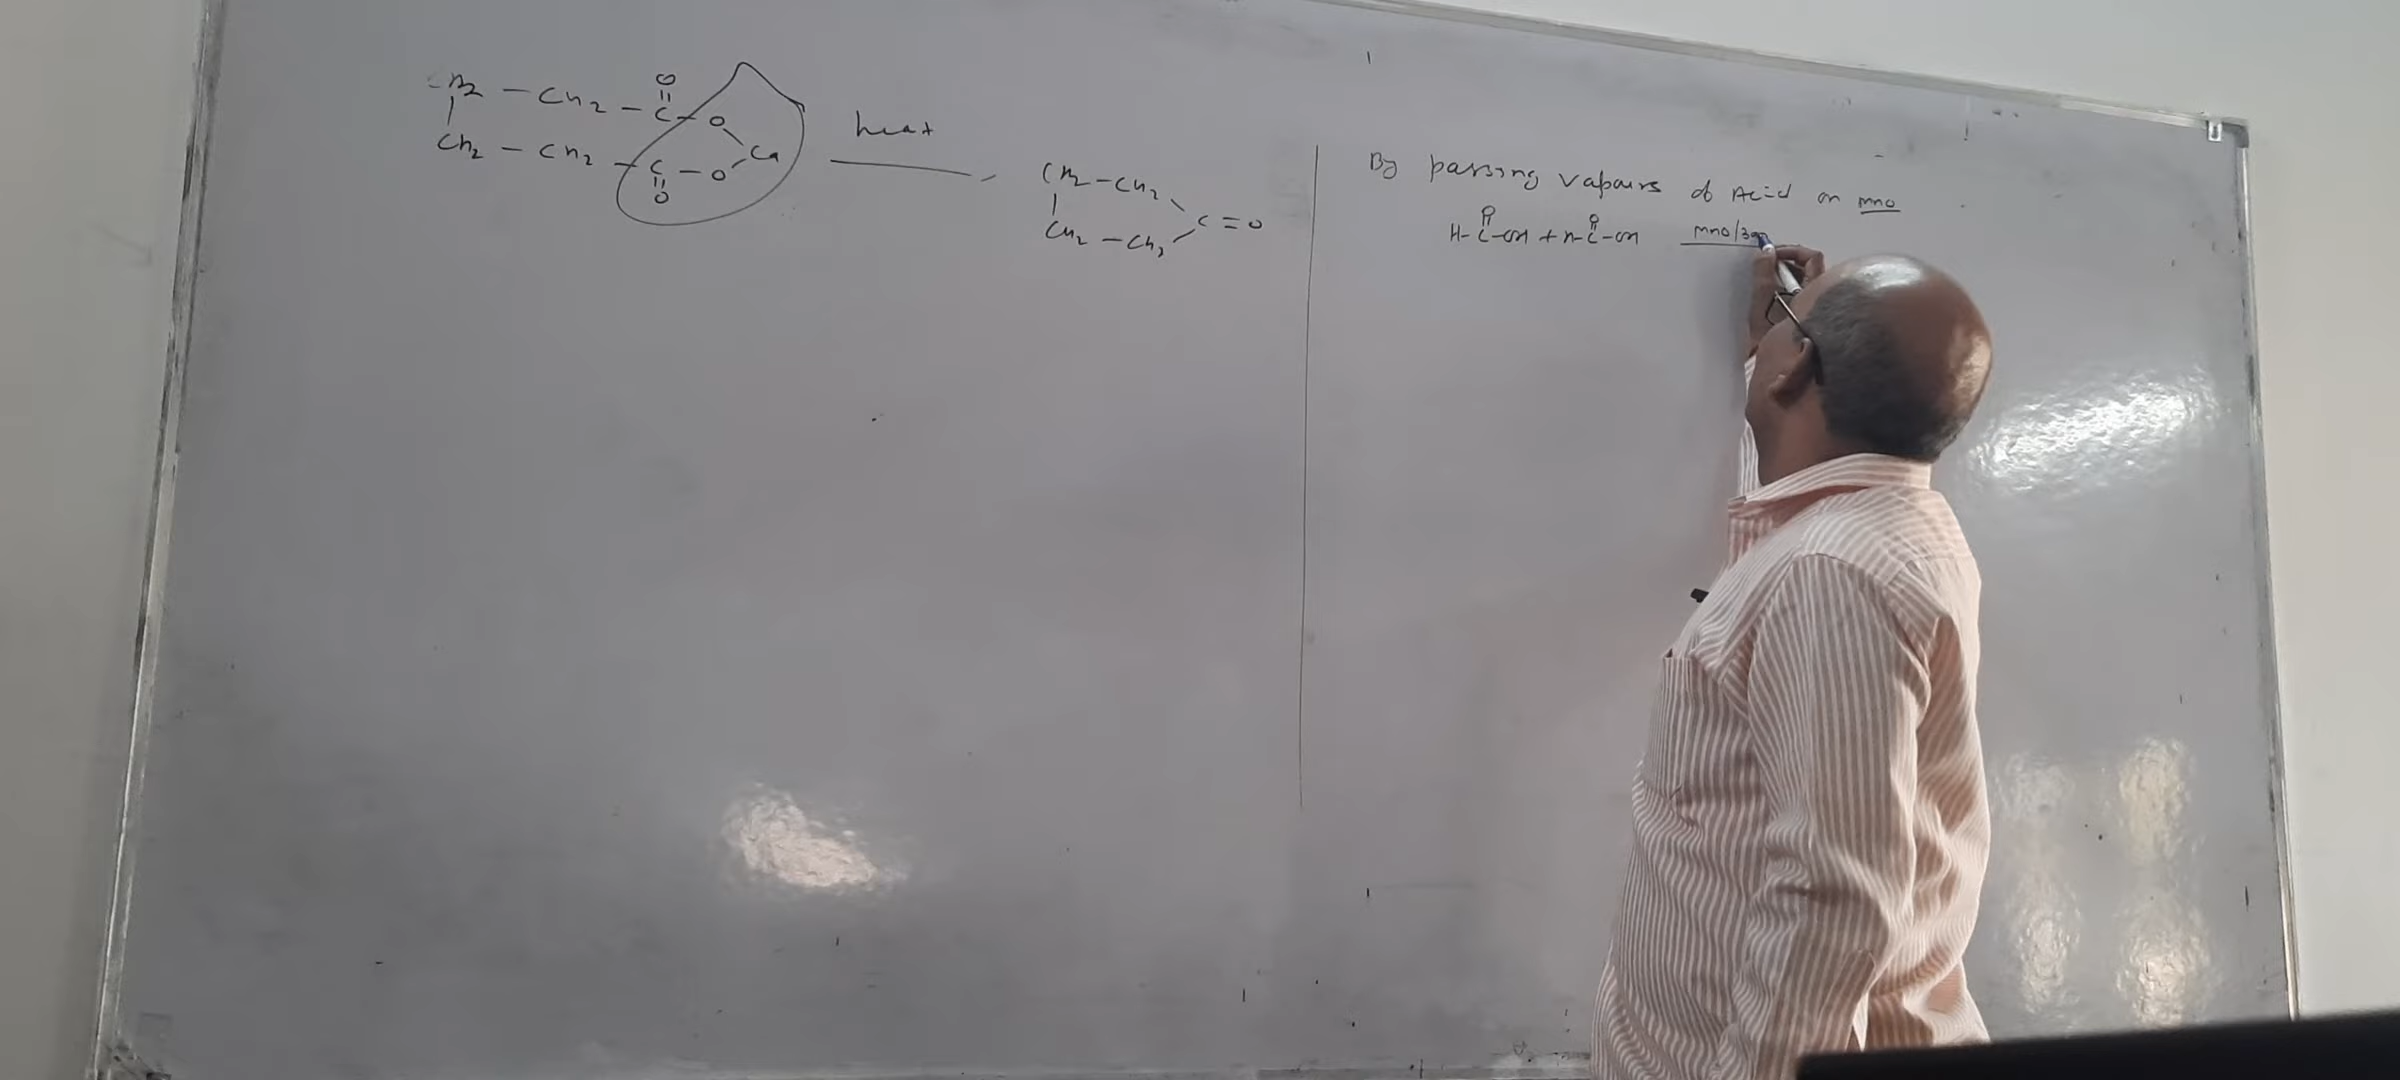 CH2 – CH2 – C – O
O
Ca
CH2 – CH2 – C – O
O
heat
CH2 – CH2
C = O
CH2 – CH2
By passing vapours of Acid on mno
O O
H – C – OH + H – C – OH mno/30